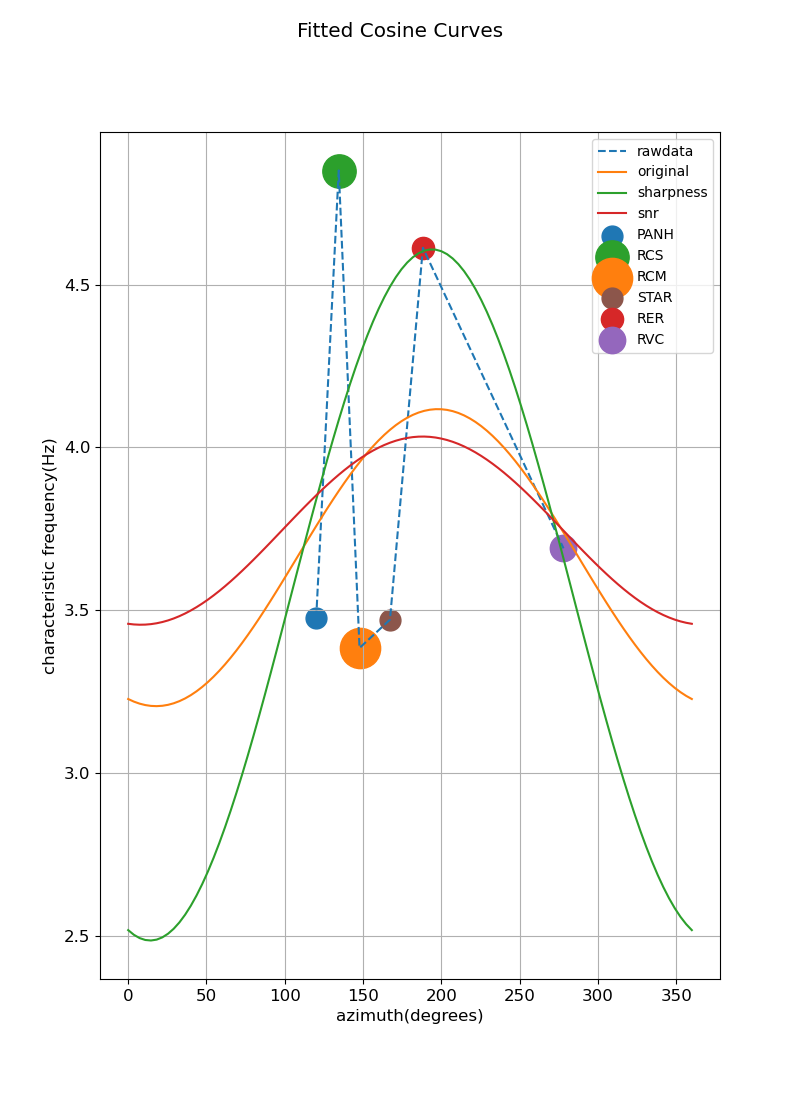 Fitted Cosine Curves
rawdata
original
sharpness
snr
PANH
RCS
RCM
STAR
RER
RVC
4.5
4.0
3.5
3.0
2.5
characteristic frequency(Hz)
0 50 100 150 200 250 300 350
azimuth(degrees)